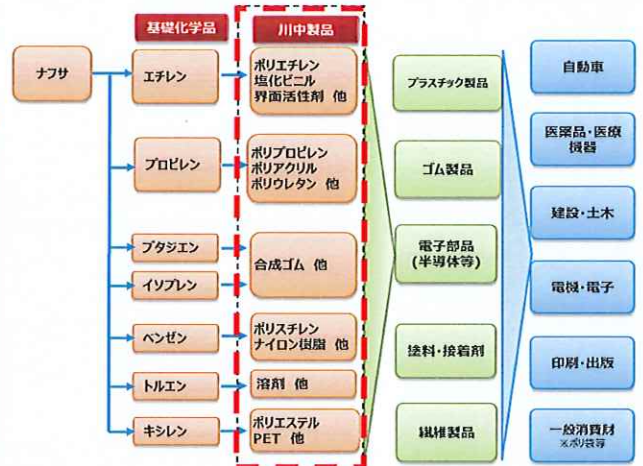 基礎化学品
川中製品
ナフサ
エチレン
ポリエチレン
塩化ビニル
界面活性剤 他
プロピレン
ポリプロピレン
ポリアクリル
ポリウレタン 他
ブタジエン
イソプレン
合成ゴム 他
ベンゼン
ポリスチレン
ナイロン樹脂 他
トルエン
溶剤 他
キシレン
ポリエステル
PET 他
プラスチック製品
ゴム製品
電子部品
(半導体等)
塗料・接着剤
繊維製品
自動車
医薬品・医療
機器
建設・土木
電機・電子
印刷・出版
一般消費財
※ポリ袋等